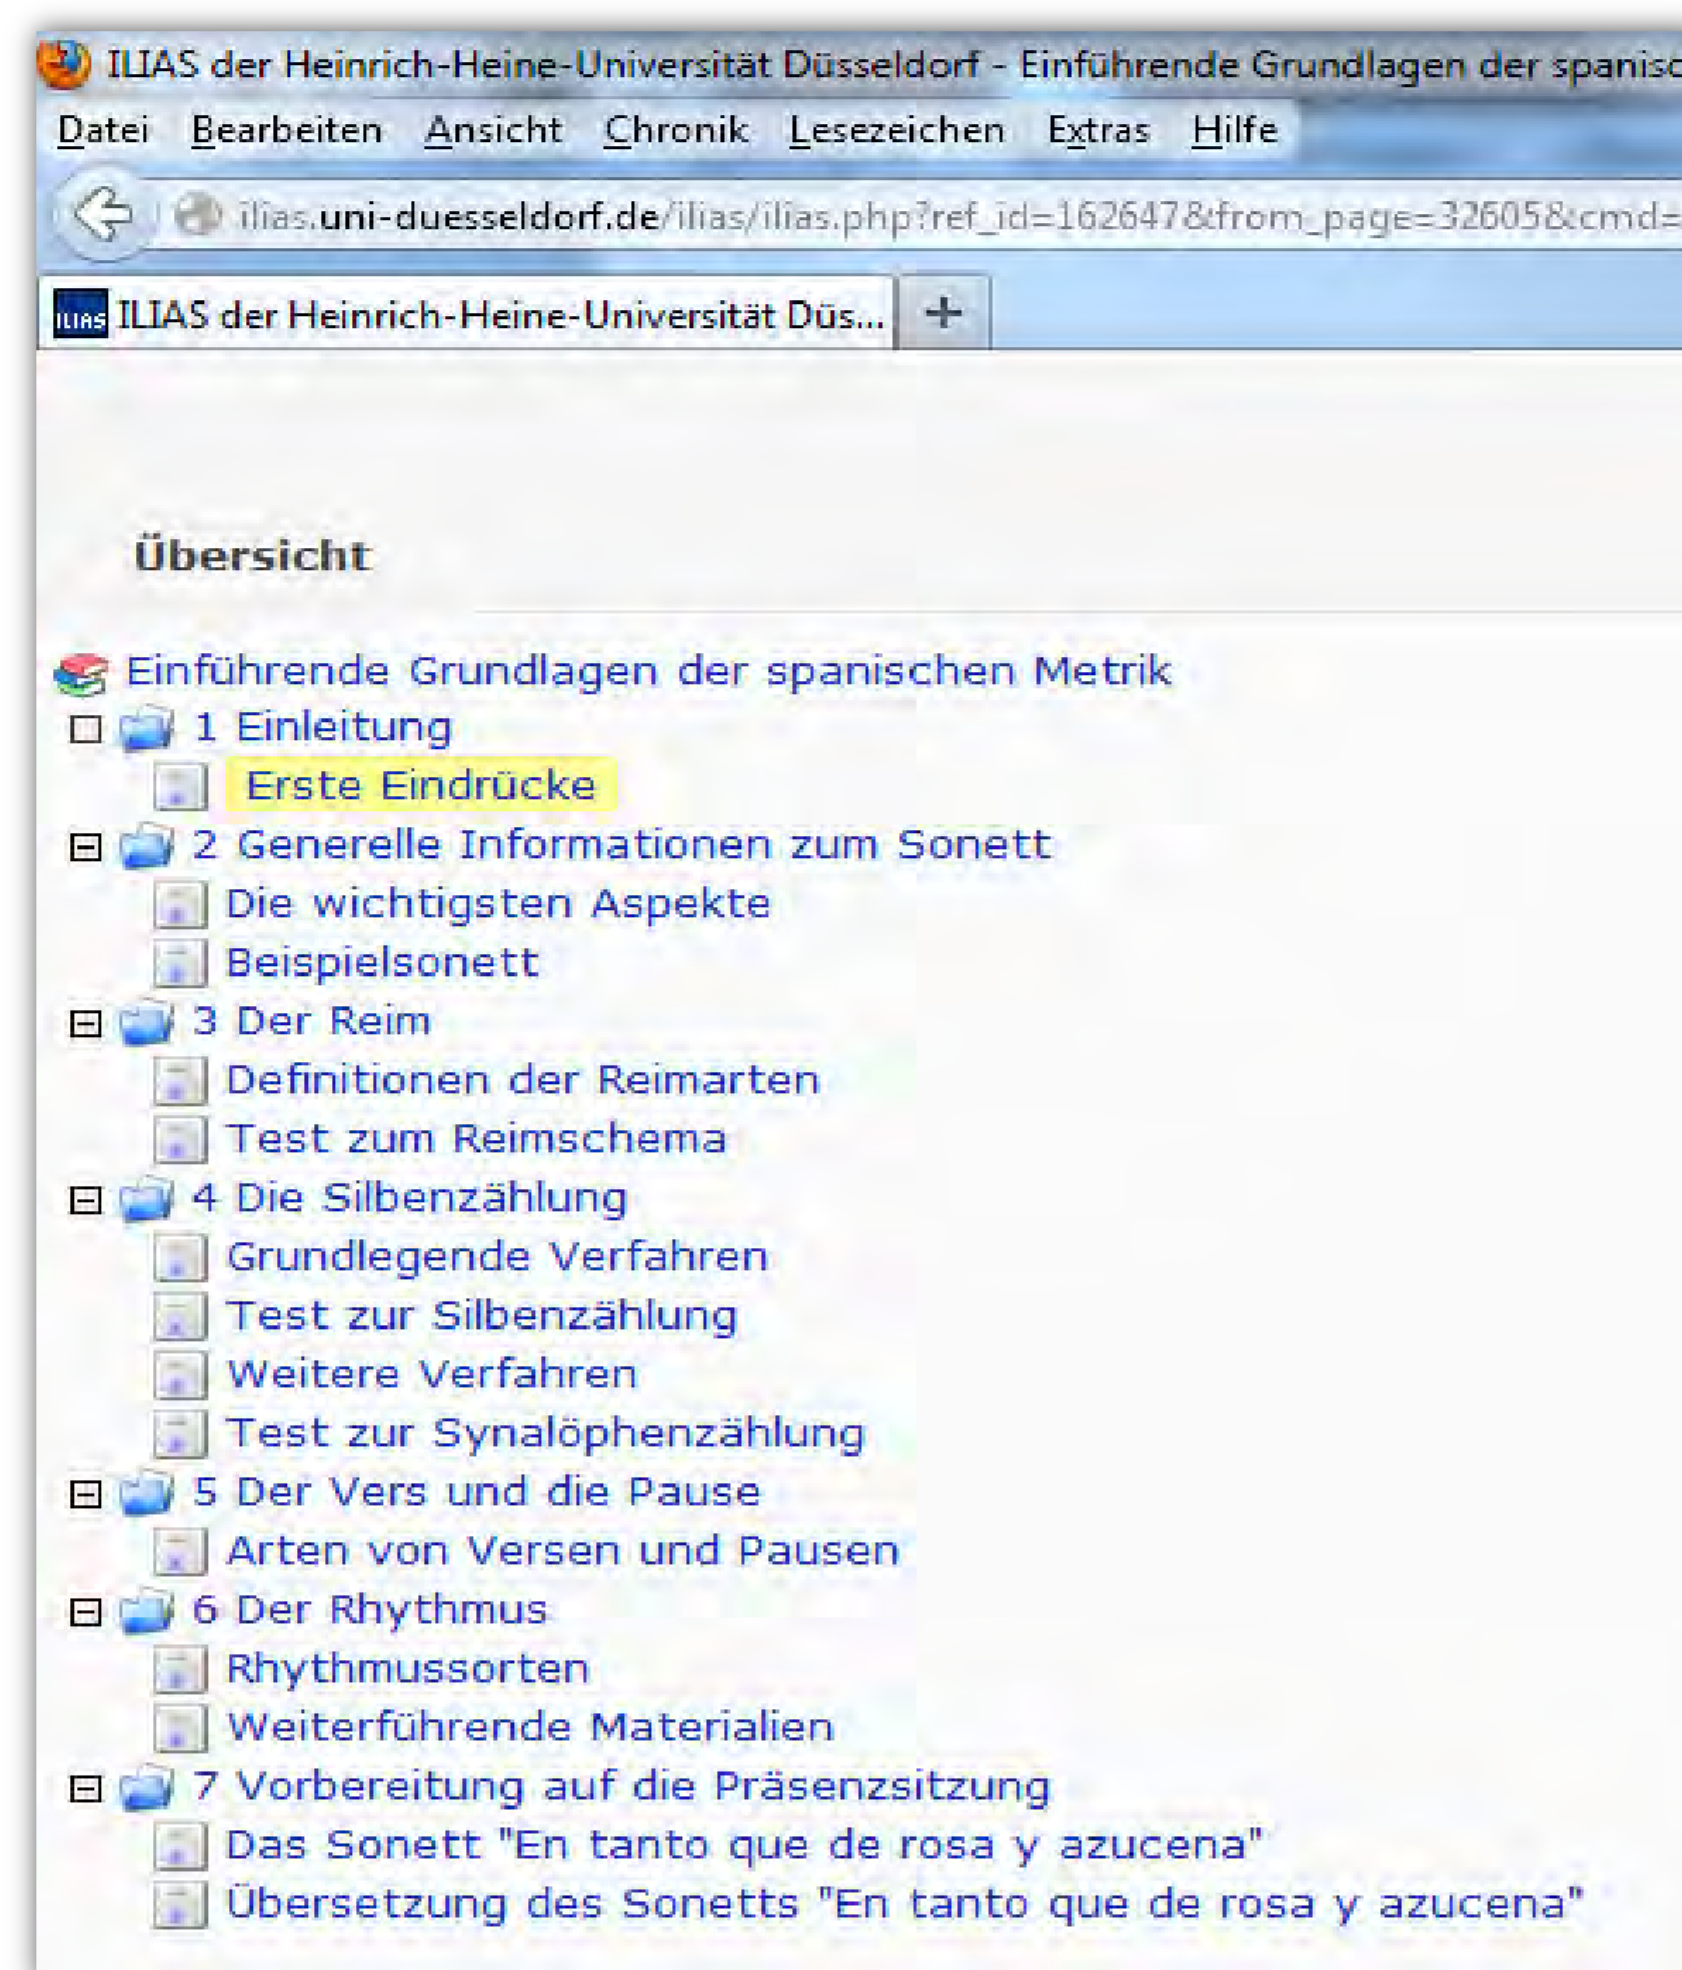 ILIAS der Heinrich-Heine-Universität Düsseldorf - Einführende Grundlagen der spanisc
Datei Bearbeiten Ansicht Chronik Lesezeichen Extras Hilfe
ilias.uni-duesseldorf.de/ilias/ilias.php?ref_id=162647&from_page=32605&cmd=
ILIAS ILIAS der Heinrich-Heine-Universität Düs... +
Übersicht
Einführende Grundlagen der spanischen Metrik
1 Einleitung
Erste Eindrücke
2 Generelle Informationen zum Sonett
Die wichtigsten Aspekte
Beispielsonett
3 Der Reim
Definitionen der Reimarten
Test zum Reimschema
4 Die Silbenzählung
Grundlegende Verfahren
Test zur Silbenzählung
Weitere Verfahren
Test zur Synalöphenzählung
5 Der Vers und die Pause
Arten von Versen und Pausen
6 Der Rhythmus
Rhythmussorten
Weiterführende Materialien
7 Vorbereitung auf die Präsenzsitzung
Das Sonett "En tanto que de rosa y azucena"
Übersetzung des Sonetts "En tanto que de rosa y azucena"